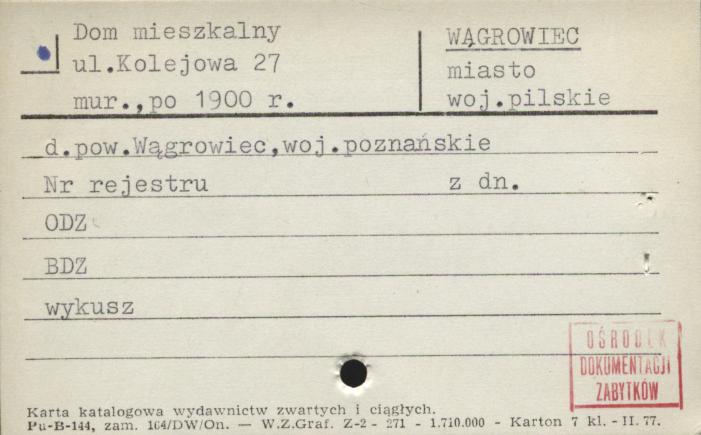 Dom mieszkalny
ul.Kolejowa 27
mur.,po 1900 r.
WĄGROWIEC
miasto
woj.pilskie
d.pow.Wągrowiec,woj.poznańskie
Nr rejestru z dn.
ODZ
BDZ
wykusz
OŚRODEK
DOKUMENTACJI
ZABYTKÓW
Karta katalogowa wydawnictw zwartych i ciągłych.
Pu-B-144, zam. 164/DW/On. — W.Z.Graf. Z-2 - 271 - 1.710.000 - Karton 7 kl. - II. 77.